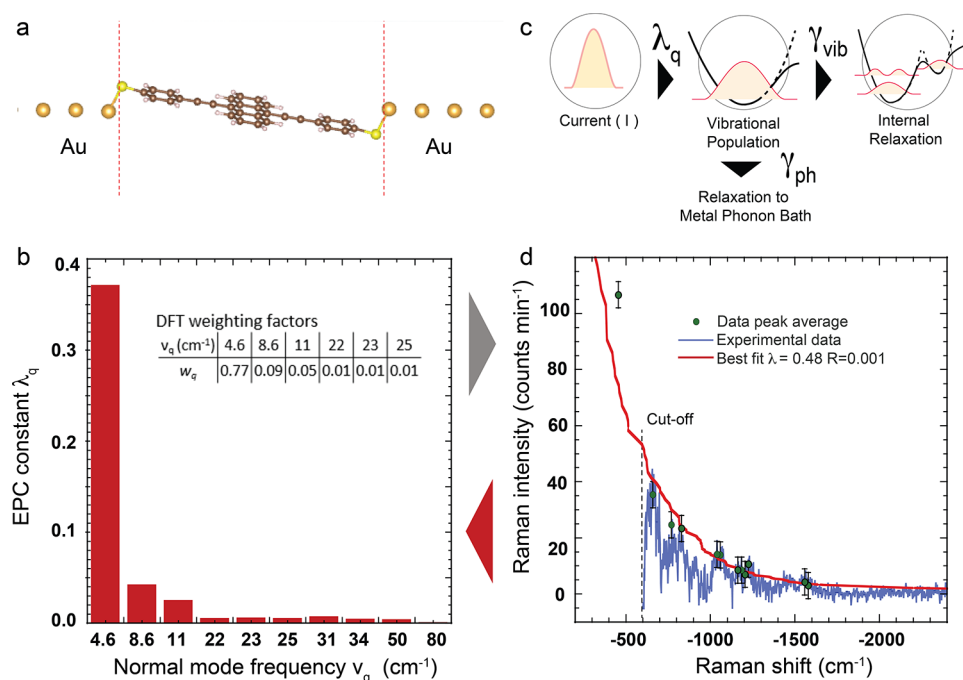 a
Au
Au
c
λq
γvib
γph
Current ( I )
Vibrational
Population
Internal
Relaxation
Relaxation to
Metal Phonon Bath
b
EPC constant λq
0.4
0.3
0.2
0.1
0.0
DFT weighting factors
νq (cm-1) 4.6 8.6 11 22 23 25
wq 0.77 0.09 0.05 0.01 0.01 0.01
4.6 8.6 11 22 23 25 31 34 50 80
Normal mode frequency νq (cm-1)
d
Raman intensity (counts min-1)
100
80
60
40
20
0
Data peak average
Experimental data
Best fit λ = 0.48 R=0.001
Cut-off
-500 -1000 -1500 -2000
Raman shift (cm-1)